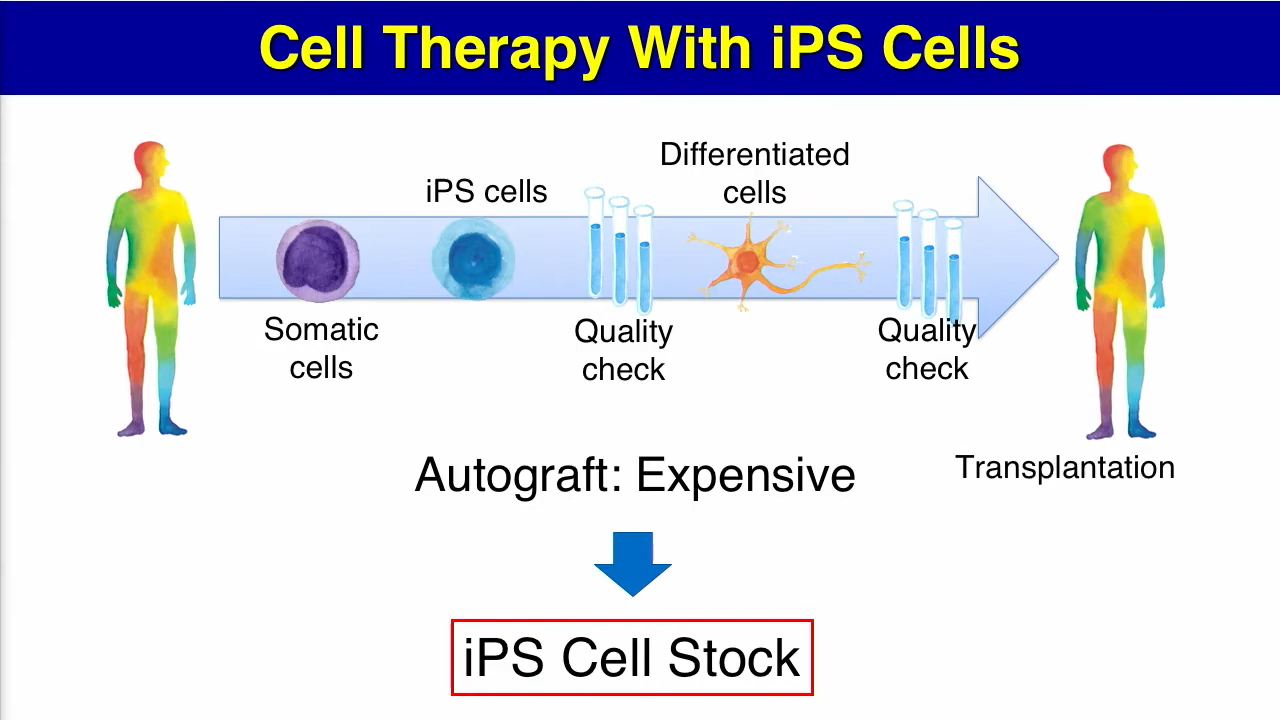 Cell Therapy With iPS Cells
Differentiated
cells
iPS cells
Somatic
cells
Quality
check
Quality
check
Transplantation
Autograft: Expensive
iPS Cell Stock